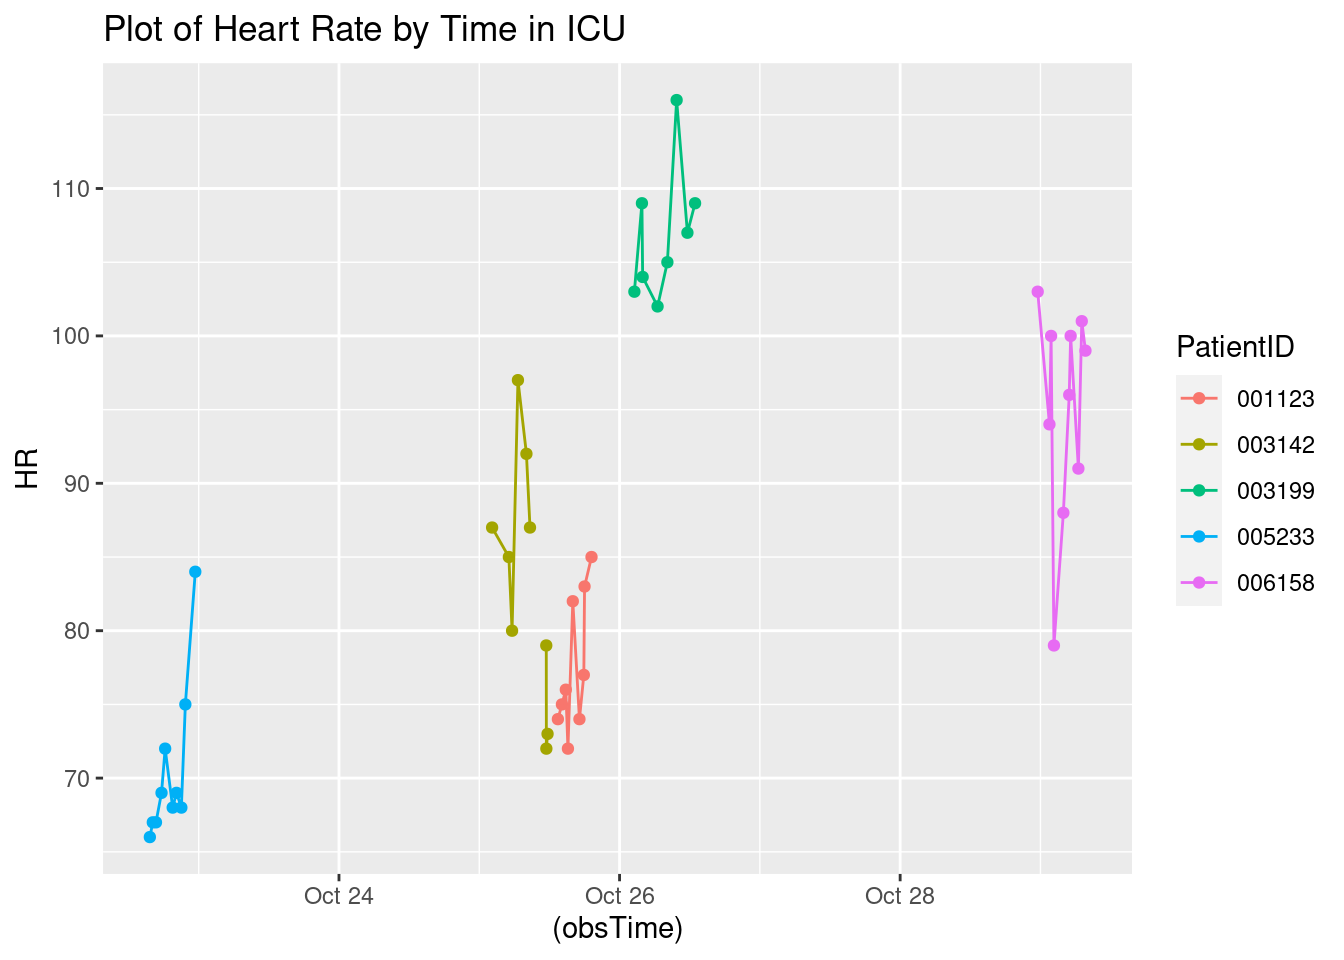 Plot of Heart Rate by Time in ICU
110
100
90
80
70
HR
Oct 24
Oct 26
Oct 28
(obsTime)
PatientID
001123
003142
003199
005233
006158